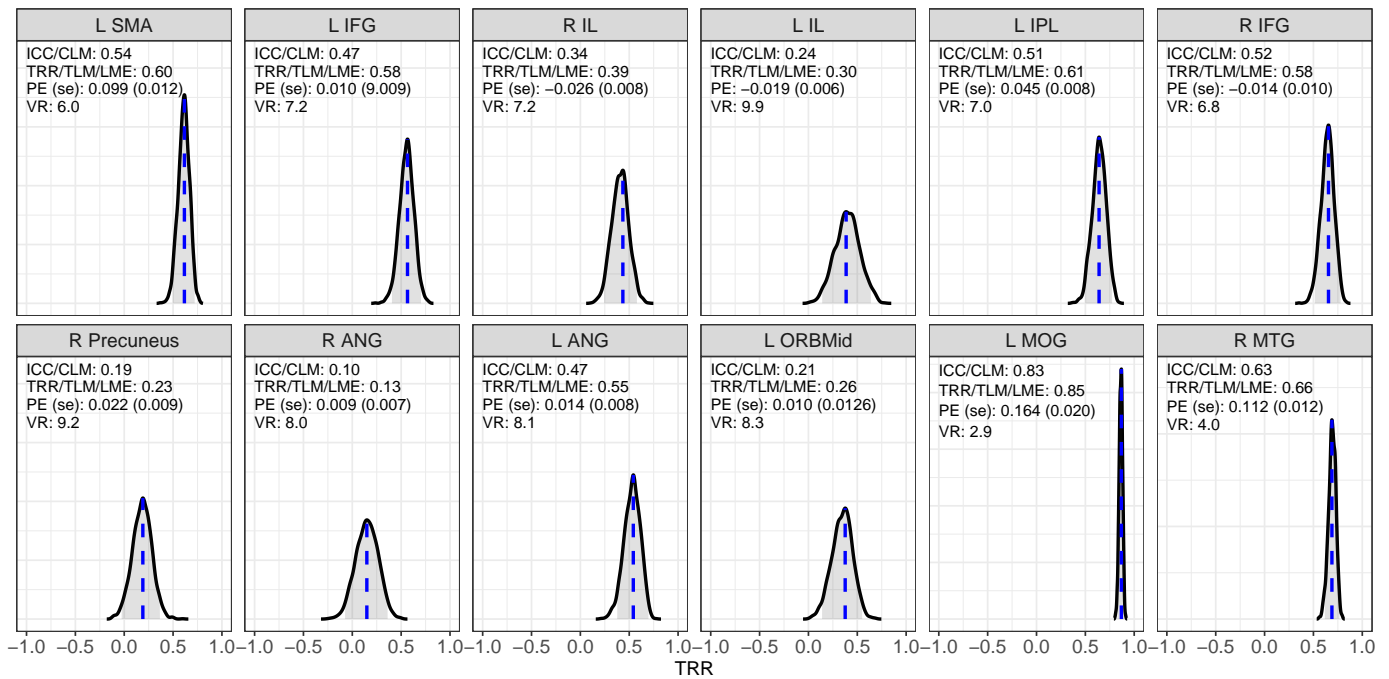 L SMA
ICC/CLM: 0.54
TRR/TLM/LME: 0.60
PE (se): 0.099 (0.012)
VR: 6.0
L IFG
ICC/CLM: 0.47
TRR/TLM/LME: 0.58
PE (se): 0.010 (9.009)
VR: 7.2
R IL
ICC/CLM: 0.34
TRR/TLM/LME: 0.39
PE (se): −0.026 (0.008)
VR: 7.2
L IL
ICC/CLM: 0.24
TRR/TLM/LME: 0.30
PE: −0.019 (0.006)
VR: 9.9
L IPL
ICC/CLM: 0.51
TRR/TLM/LME: 0.61
PE (se): 0.045 (0.008)
VR: 7.0
R IFG
ICC/CLM: 0.52
TRR/TLM/LME: 0.58
PE (se): −0.014 (0.010)
VR: 6.8
R Precuneus
ICC/CLM: 0.19
TRR/TLM/LME: 0.23
PE (se): 0.022 (0.009)
VR: 9.2
R ANG
ICC/CLM: 0.10
TRR/TLM/LME: 0.13
PE (se): 0.009 (0.007)
VR: 8.0
L ANG
ICC/CLM: 0.47
TRR/TLM/LME: 0.55
PE (se): 0.014 (0.008)
VR: 8.1
L ORBMid
ICC/CLM: 0.21
TRR/TLM/LME: 0.26
PE (se): 0.010 (0.0126)
VR: 8.3
L MOG
ICC/CLM: 0.83
TRR/TLM/LME: 0.85
PE (se): 0.164 (0.020)
VR: 2.9
R MTG
ICC/CLM: 0.63
TRR/TLM/LME: 0.66
PE (se): 0.112 (0.012)
VR: 4.0
−1.0 −0.5 0.0 0.5 1.0 −1.0 −0.5 0.0 0.5 1.0 −1.0 −0.5 0.0 0.5 1.0 −1.0 −0.5 0.0 0.5 1.0 −1.0 −0.5 0.0 0.5 1.0 −1.0 −0.5 0.0 0.5 1.0
TRR